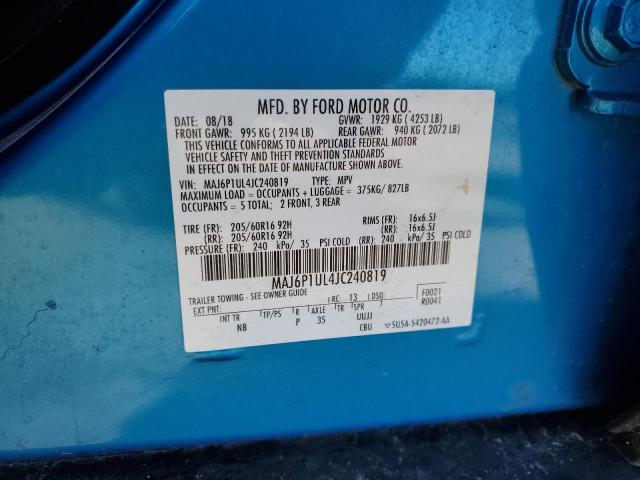 MFD. BY FORD MOTOR CO.
DATE: 08/18 GVWR: 1929 KG ( 4253 LB)
FRONT GAWR: 995 KG ( 2194 LB) REAR GAWR: 940 KG ( 2072 LB)
THIS VEHICLE CONFORMS TO ALL APPLICABLE FEDERAL MOTOR
VEHICLE SAFETY AND THEFT PREVENTION STANDARDS IN
EFFECT ON THE DATE OF MANUFACTURE SHOWN ABOVE.
VIN: MAJ6P1UL4JC240819 TYPE: MPV
MAXIMUM LOAD = OCCUPANTS + LUGGAGE = 375KG/ 827LB
OCCUPANTS = 5 TOTAL; 2 FRONT, 3 REAR
TIRE (FR): 205/60R16 92H RIMS (FR): 16x6.5J
(RR): 205/60R16 92H (RR): 16x6.5J
PRESSURE (FR): 240 kPa/ 35 PSI COLD (RR): 240 kPa/ 35 PSI COLD
MAJ6P1UL4JC240819
TRAILER TOWING - SEE OWNER GUIDE RC: 13 DSO: F0021
EXT PNT: R0041
INT TR TP/PS R AXLE TR SPR UUJJ
NB P 35 CBU ▽5U5A-5420472-AA